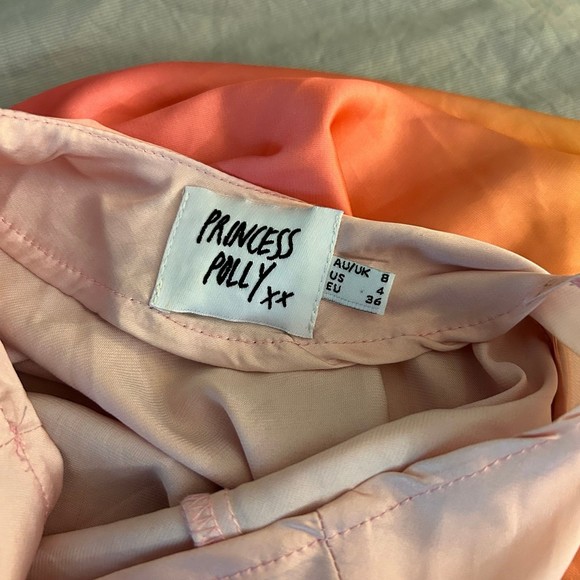 PRINCESS
POLLY xx
AU/UK 8
US 4
EU 36